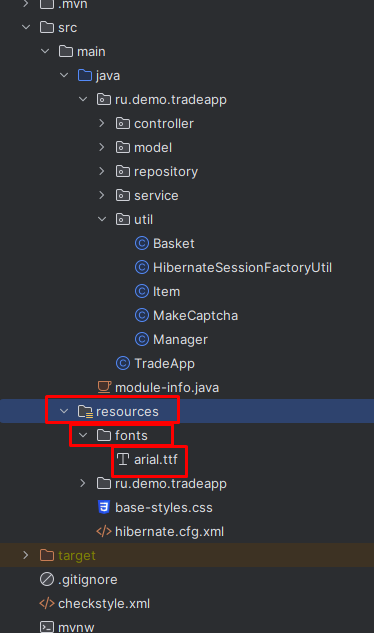 .mvn
src
main
java
ru.demo.tradeapp
controller
model
repository
service
util
Basket
HibernateSessionFactoryUtil
Item
MakeCaptcha
Manager
TradeApp
module-info.java
resources
fonts
arial.ttf
ru.demo.tradeapp
base-styles.css
hibernate.cfg.xml
target
.gitignore
checkstyle.xml
mvnw